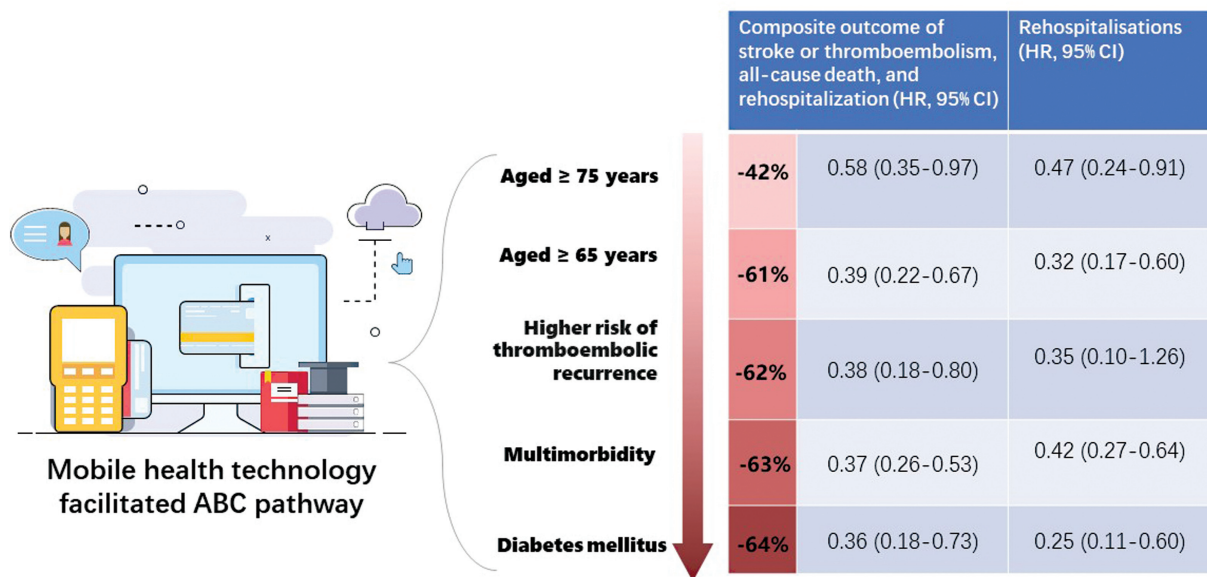 Composite outcome of
stroke or thromboembolism,
all-cause death, and
rehospitalization (HR, 95% CI)
Rehospitalisations
(HR, 95% CI)
Aged ≥ 75 years
-42%
0.58 (0.35-0.97)
0.47 (0.24-0.91)
Aged ≥ 65 years
-61%
0.39 (0.22-0.67)
0.32 (0.17-0.60)
Higher risk of
thromboembolic
recurrence
-62%
0.38 (0.18-0.80)
0.35 (0.10-1.26)
Multimorbidity
-63%
0.37 (0.26-0.53)
0.42 (0.27-0.64)
Diabetes mellitus
-64%
0.36 (0.18-0.73)
0.25 (0.11-0.60)
x
Mobile health technology
facilitated ABC pathway